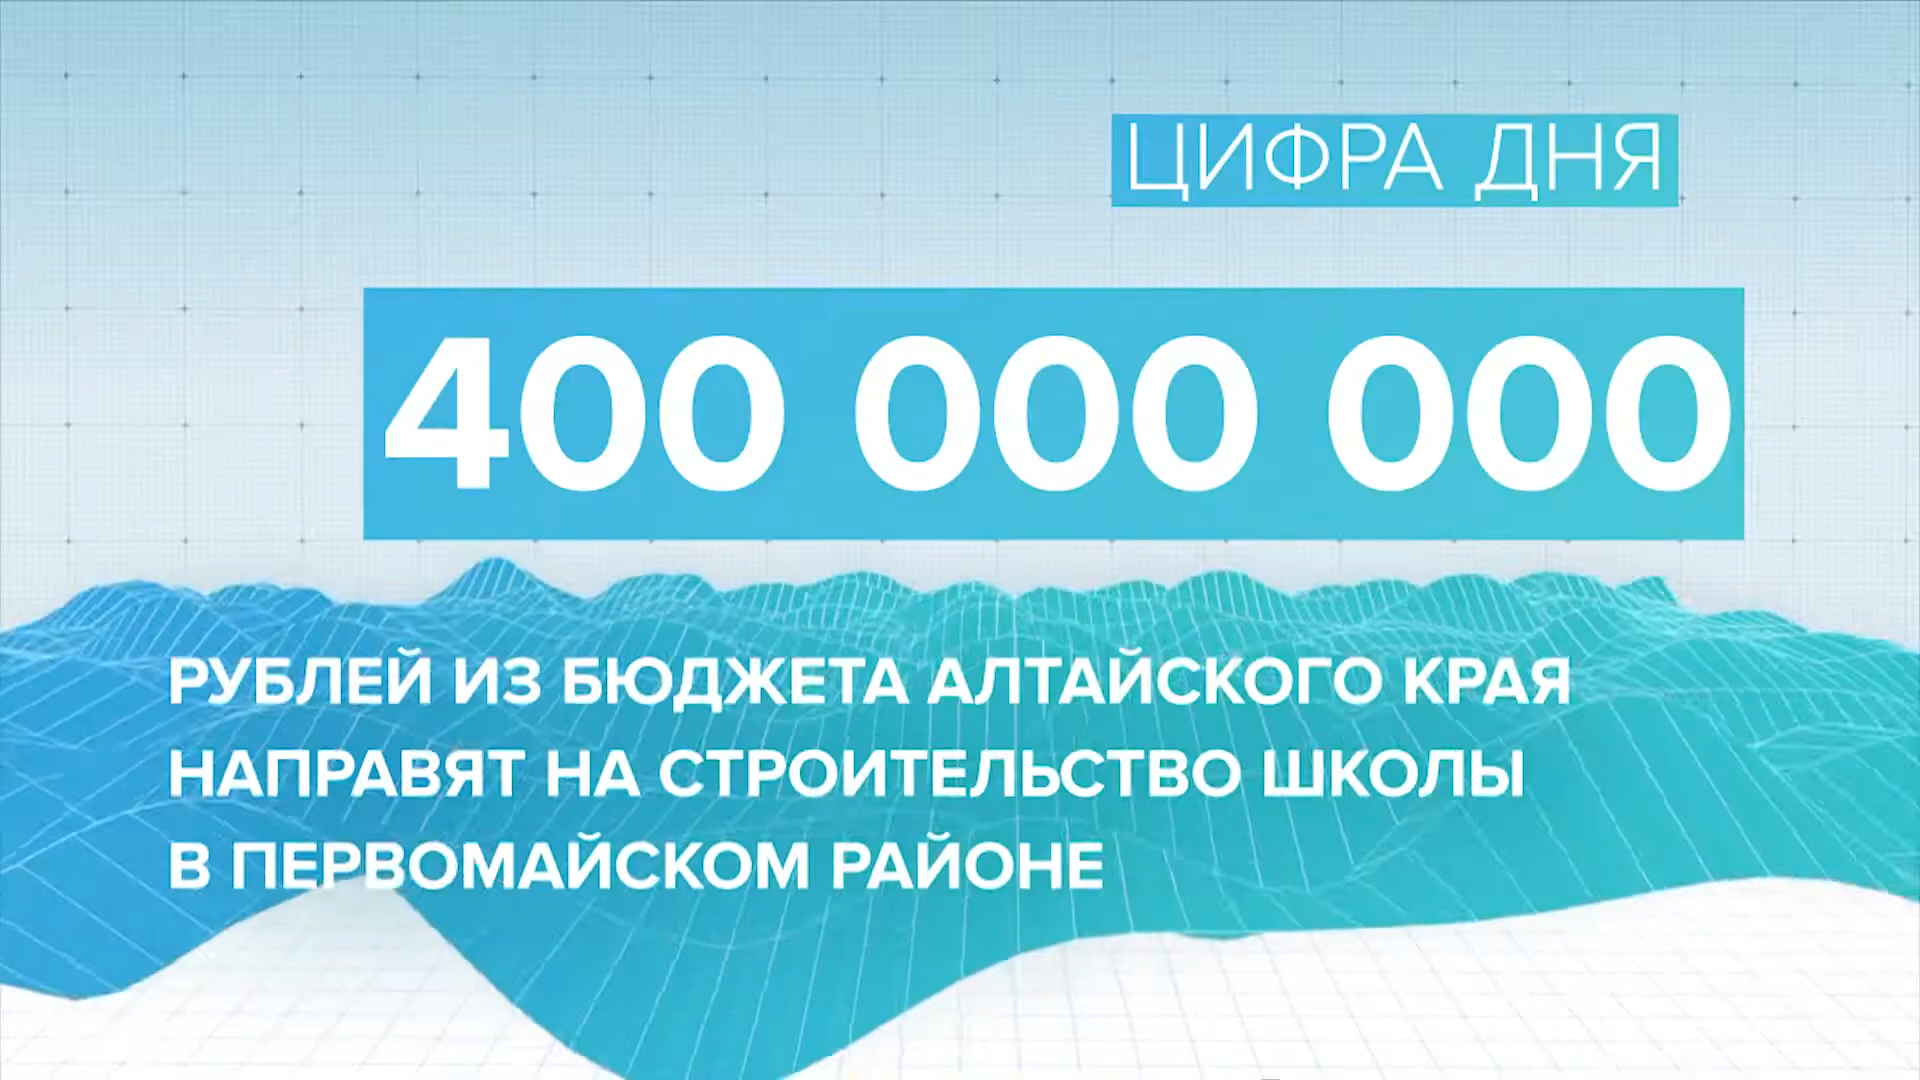 ЦИФРА ДНЯ
400 000 000
РУБЛЕЙ ИЗ БЮДЖЕТА АЛТАЙСКОГО КРАЯ
НАПРАВЯТ НА СТРОИТЕЛЬСТВО ШКОЛЫ
В ПЕРВОМАЙСКОМ РАЙОНЕ